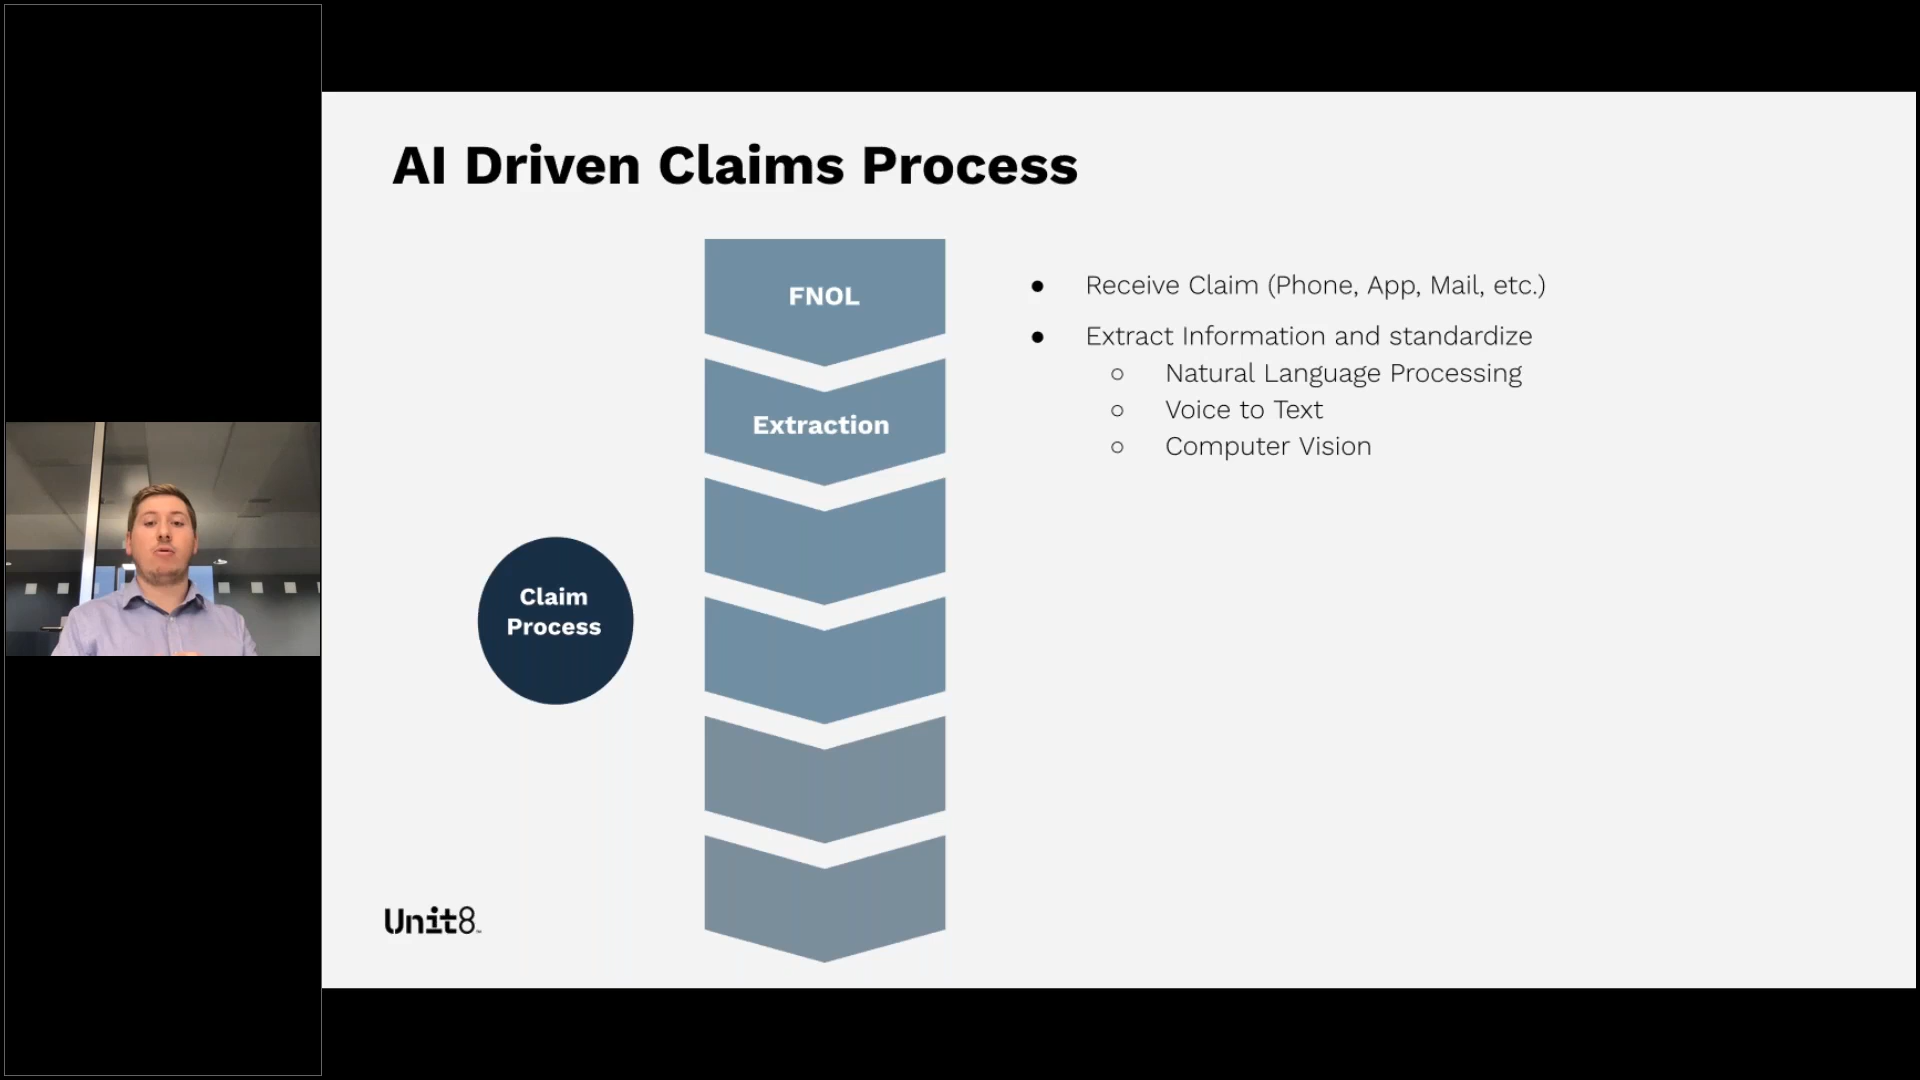 AI Driven Claims Process
FNOL
Extraction
Claim
Process
● Receive Claim (Phone, App, Mail, etc.)
● Extract Information and standardize
○ Natural Language Processing
○ Voice to Text
○ Computer Vision
Unit8